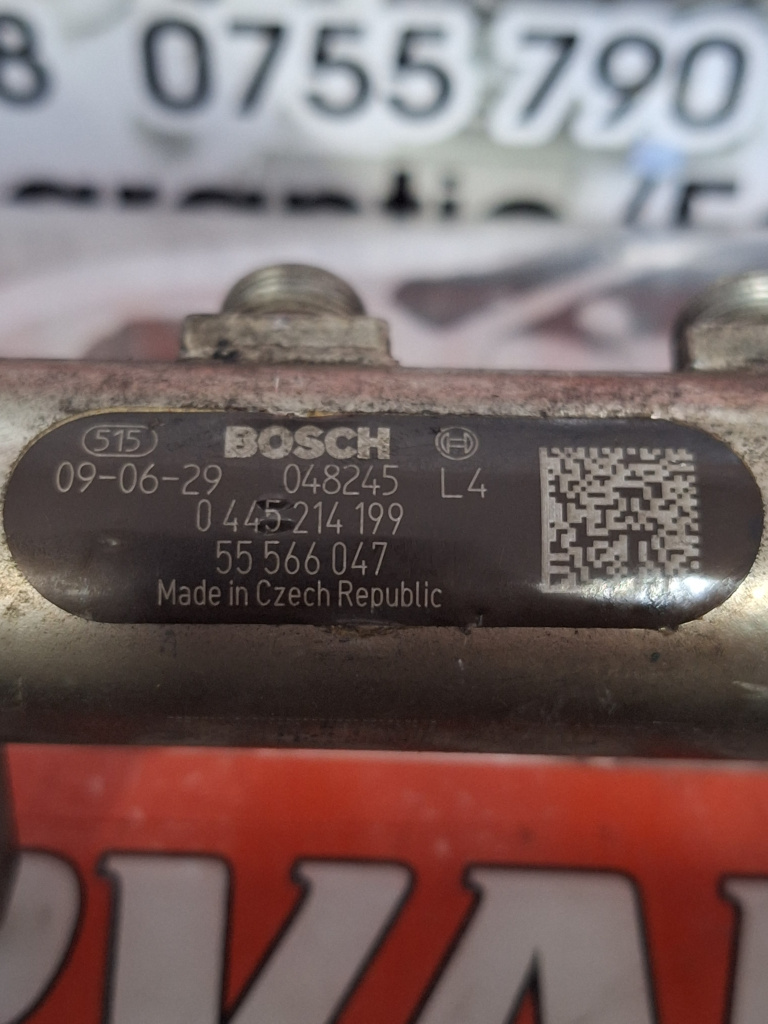 8 0755 790
515 BOSCH
09-06-29 048245 L4
0 445 214 199
55 566 047
Made in Czech Republic